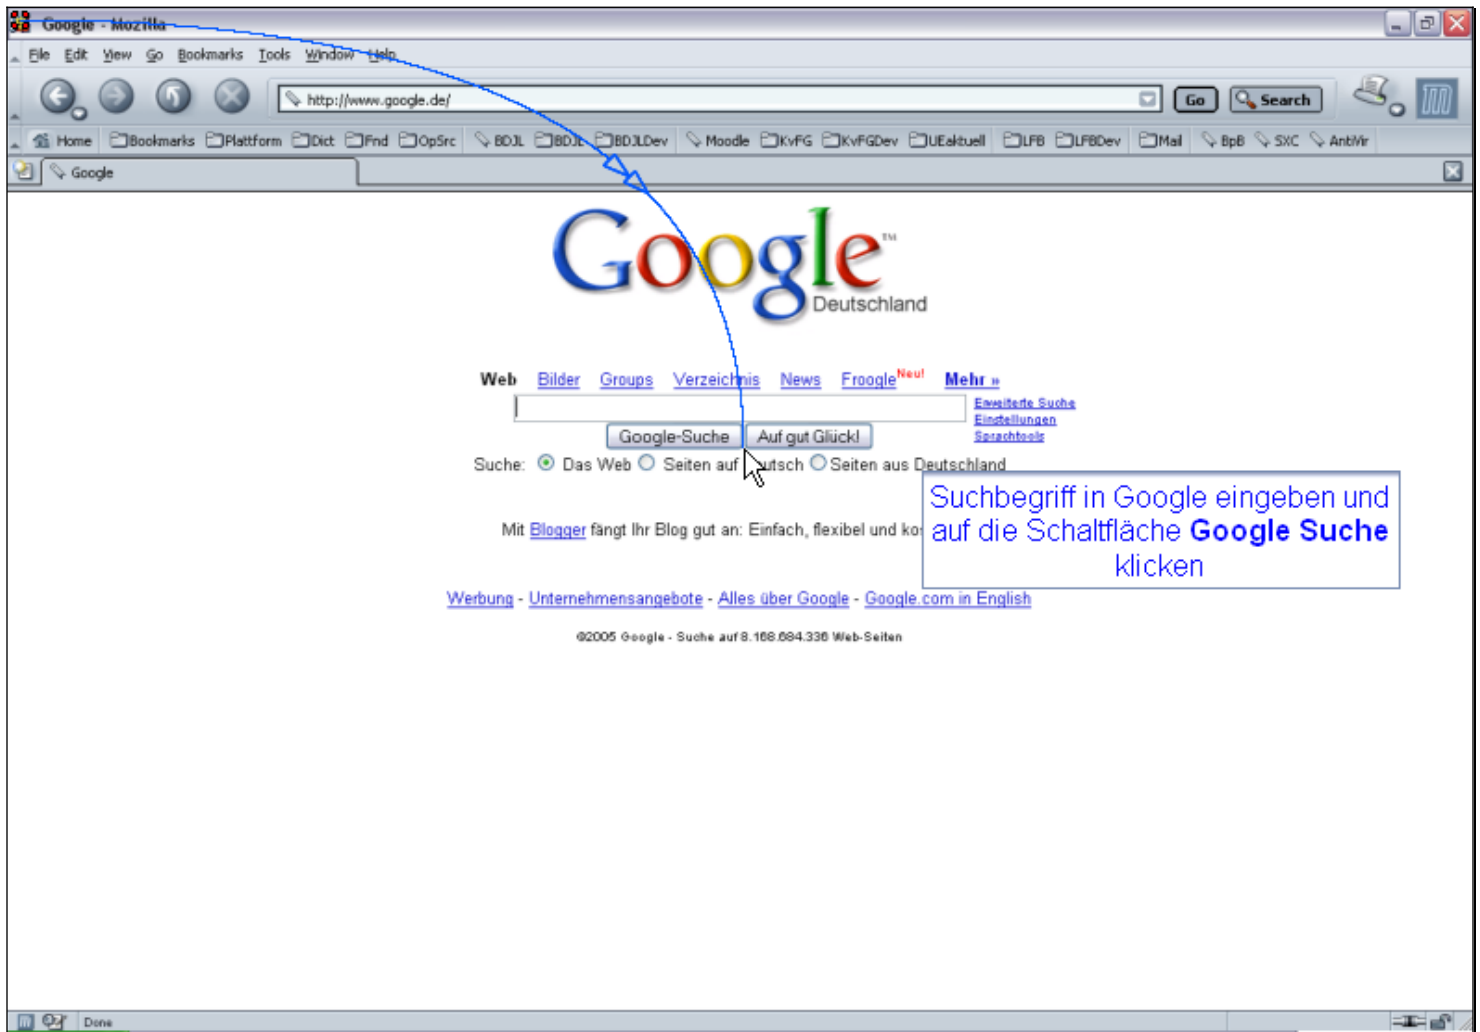 Google - Mozilla
File Edit View Go Bookmarks Tools Window Help
http://www.google.de/ Go Search
Home Bookmarks Plattform Dict Fnd OpSrc BDJL BDJL BDJLDev Moodle KvFG KvFGDev UEaktuell LFB LFBDev Mail BpB SXC AntiVir
Google
Google™
Deutschland
Web Bilder Groups Verzeichnis News Froogle Neu! Mehr »
Erweiterte Suche
Einstellungen
Sprachtools
Google-Suche Auf gut Glück!
Suche: Das Web Seiten auf Deutsch Seiten aus Deutschland
Suchbegriff in Google eingeben und
auf die Schaltfläche Google Suche
klicken
Mit Blogger fängt Ihr Blog gut an: Einfach, flexibel und
Werbung - Unternehmensangebote - Alles über Google - Google.com in English
©2005 Google - Suche auf 8.168.684.336 Web-Seiten
Done